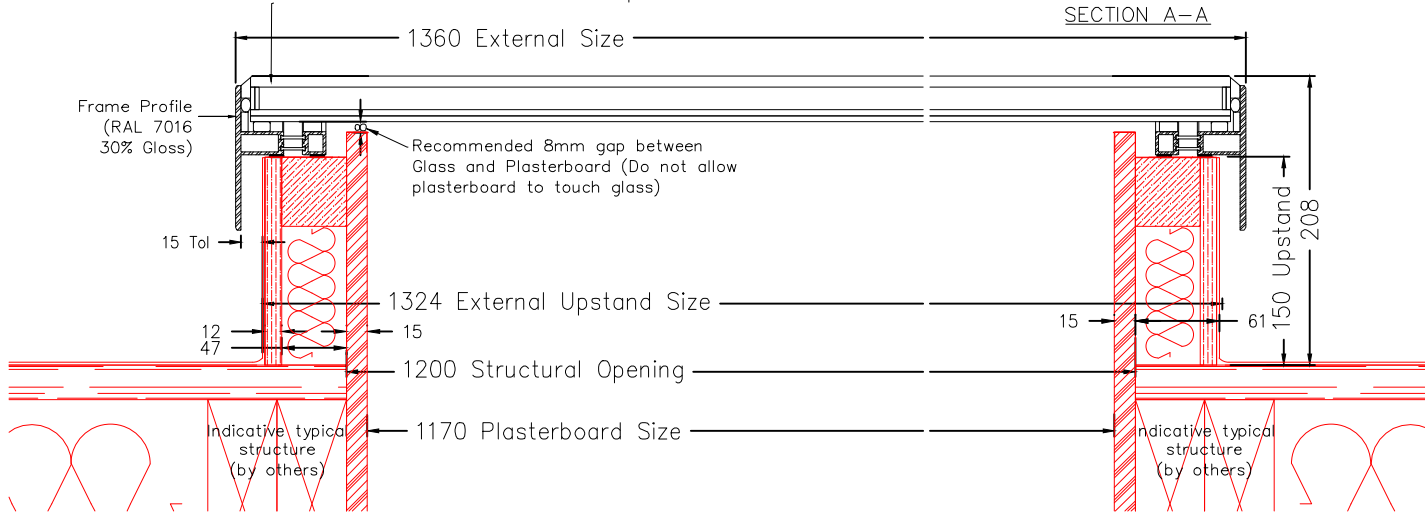 SECTION A-A
1360 External Size
Frame Profile
(RAL 7016
30% Gloss)
Recommended 8mm gap between
Glass and Plasterboard (Do not allow
plasterboard to touch glass)
15 Tol
150 Upstand
208
1324 External Upstand Size
12
15
15
61
47
1200 Structural Opening
1170 Plasterboard Size
Indicative typical
structure
(by others)
ndicative typical
structure
(by others)